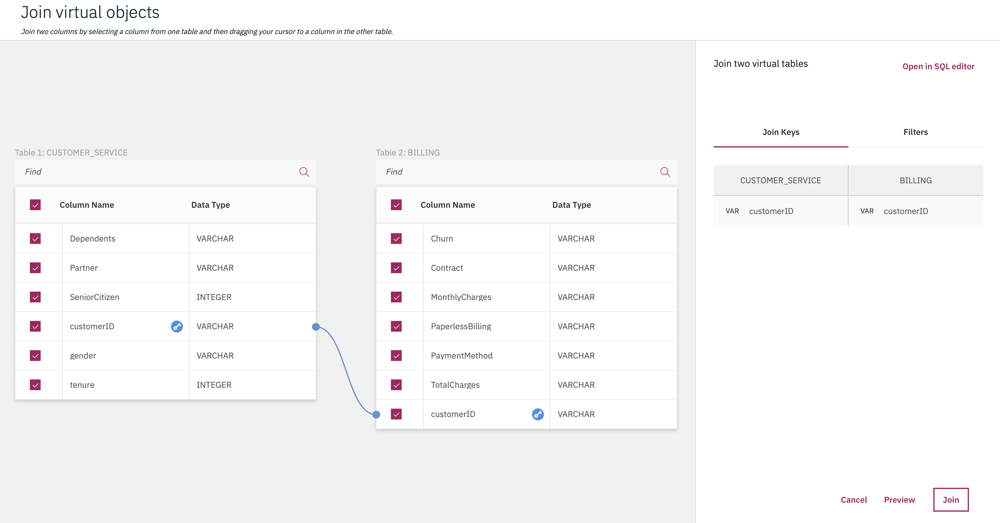 Join virtual objects
Join two columns by selecting a column from one table and then dragging your cursor to a column in the other table.
Table 1: CUSTOMER_SERVICE
Find
Column Name Data Type
Dependents VARCHAR
Partner VARCHAR
SeniorCitizen INTEGER
customerID VARCHAR
gender VARCHAR
tenure INTEGER
Table 2: BILLING
Find
Column Name Data Type
Churn VARCHAR
Contract VARCHAR
MonthlyCharges VARCHAR
PaperlessBilling VARCHAR
PaymentMethod VARCHAR
TotalCharges VARCHAR
customerID VARCHAR
Join two virtual tables Open in SQL editor
Join Keys Filters
CUSTOMER_SERVICE BILLING
VAR customerID VAR customerID
Cancel Preview Join